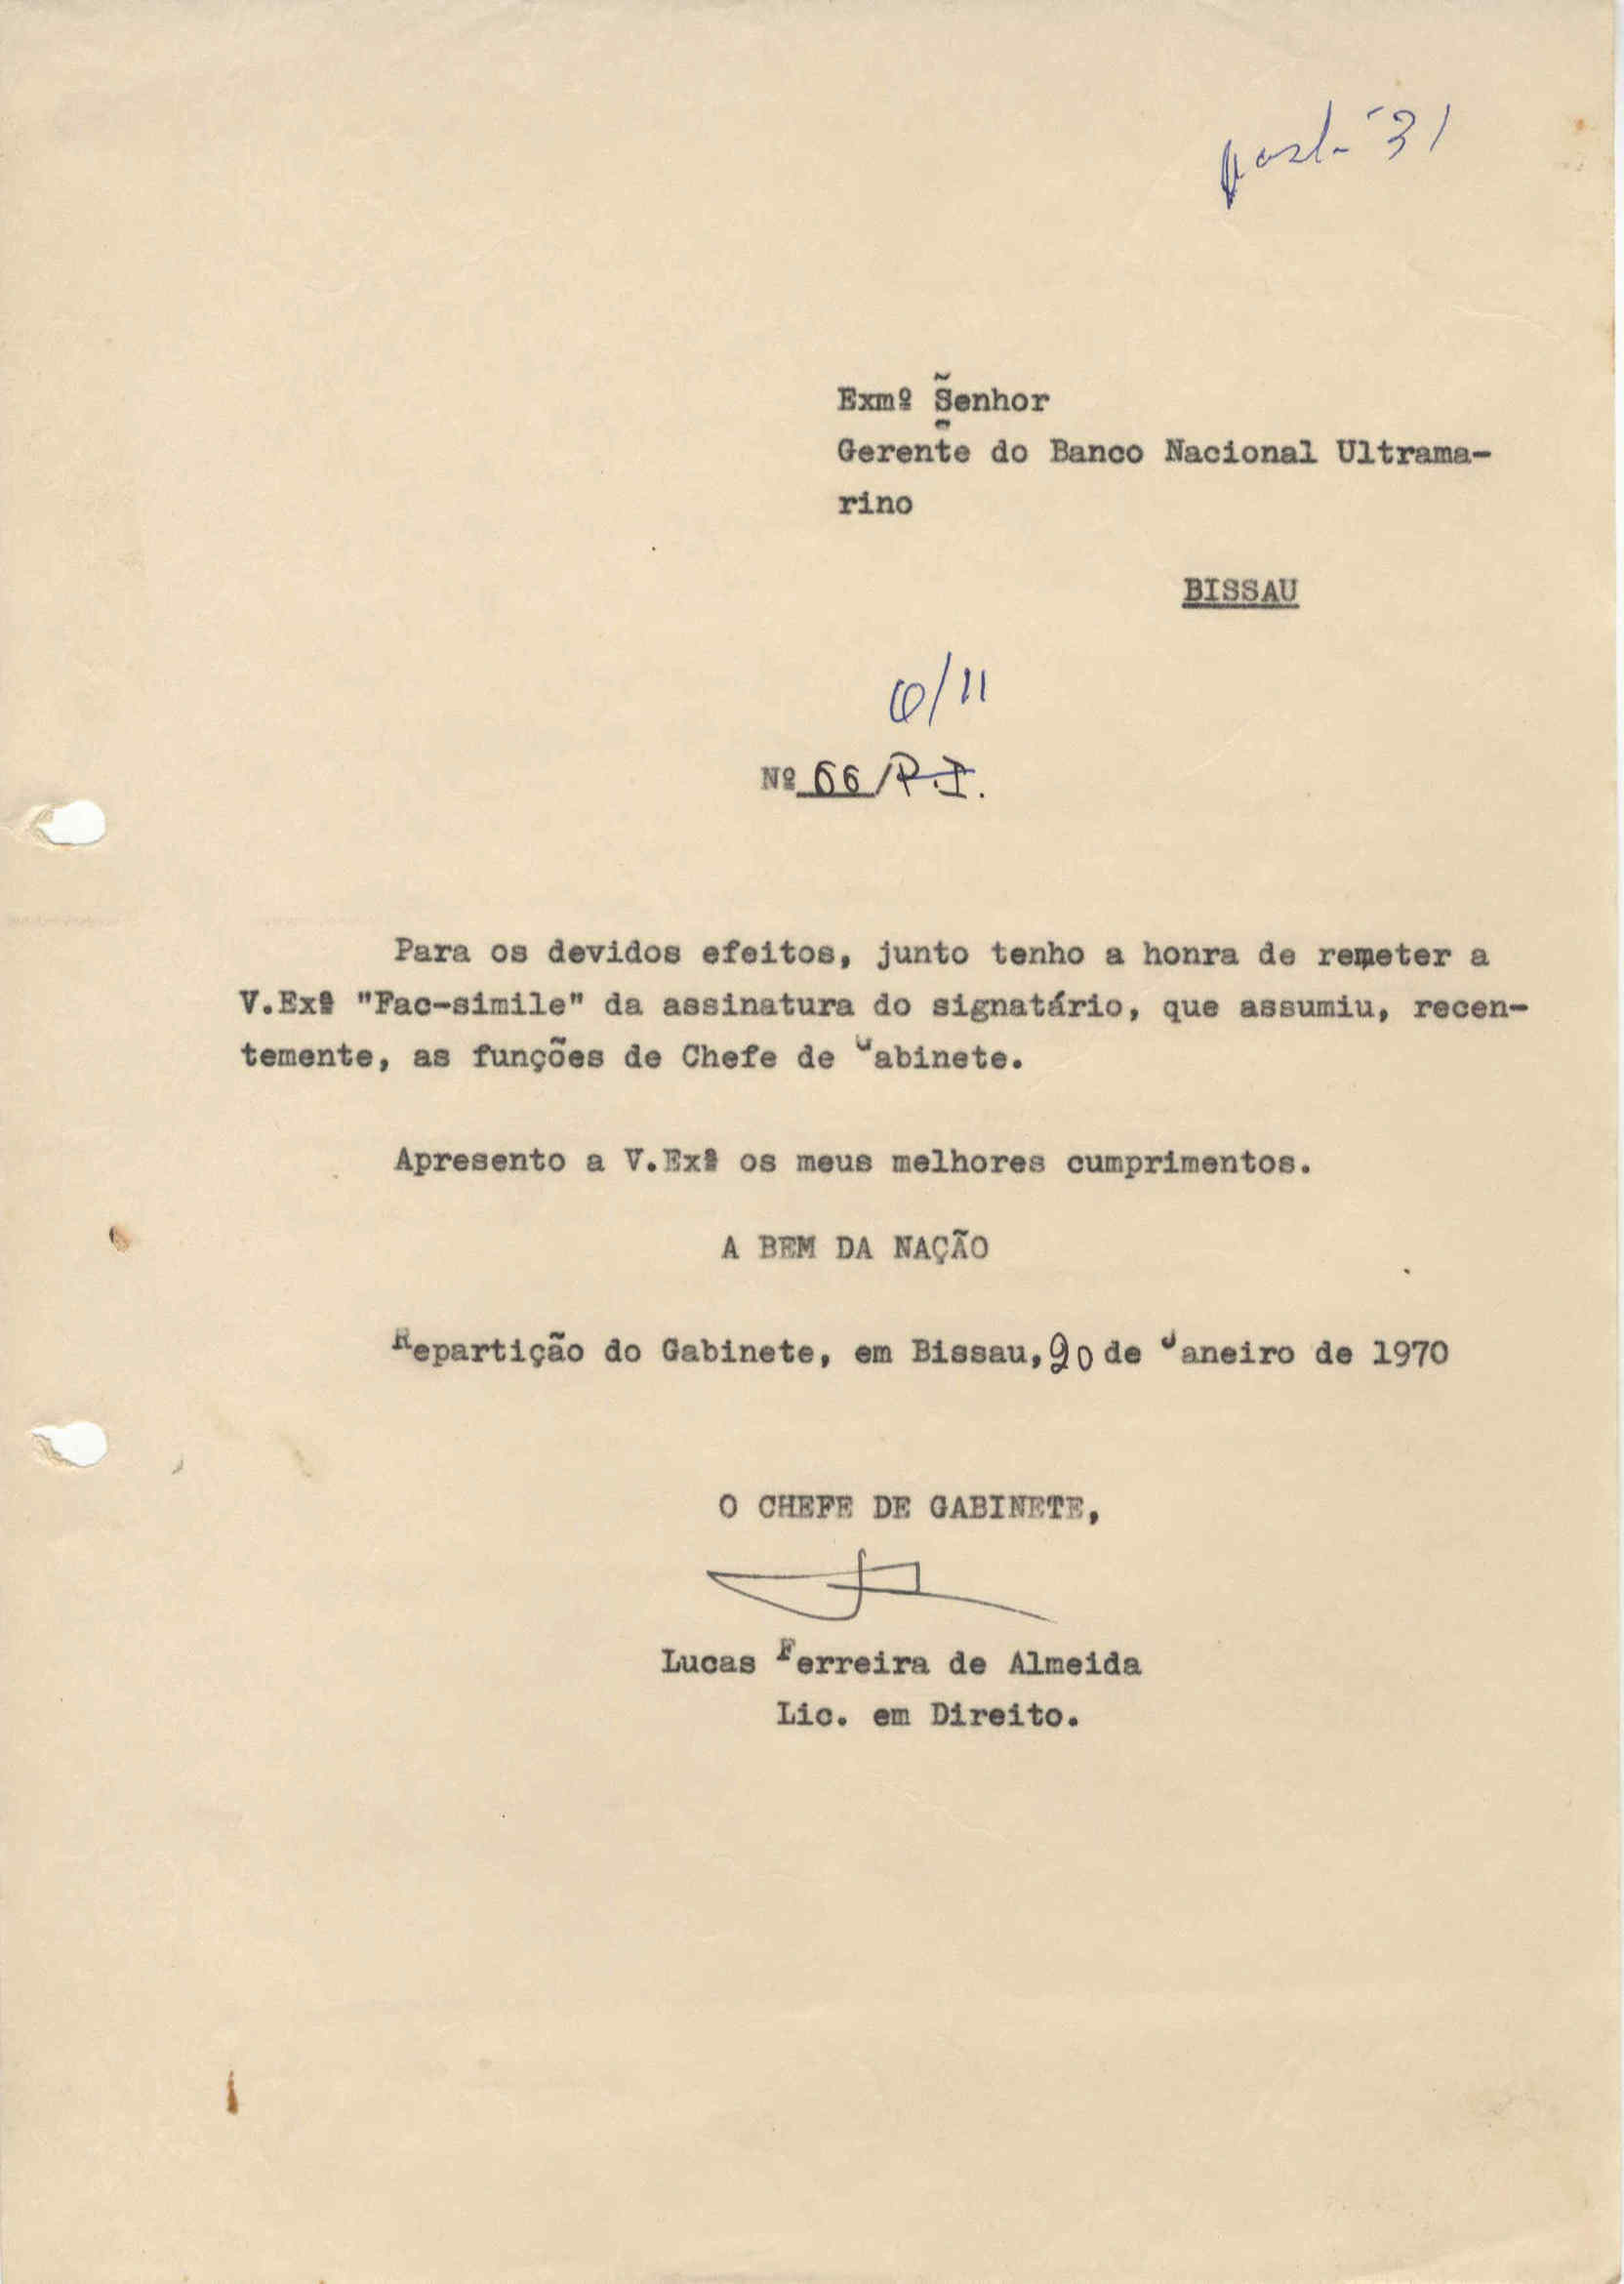 past- 31
Exmº Senhor
Gerente do Banco Nacional Ultrama-
rino
BISSAU
6/11
Nº 66/R.I.
Para os devidos efeitos, junto tenho a honra de remeter a
V.Exª "Fac-simile" da assinatura do signatário, que assumiu, recen-
temente, as funções de Chefe de Gabinete.
Apresento a V.Exª os meus melhores cumprimentos.
A BEM DA NAÇÃO
Repartição do Gabinete, em Bissau, 20 de Janeiro de 1970
O CHEFE DE GABINETE,
Lucas Ferreira de Almeida
Lic. em Direito.